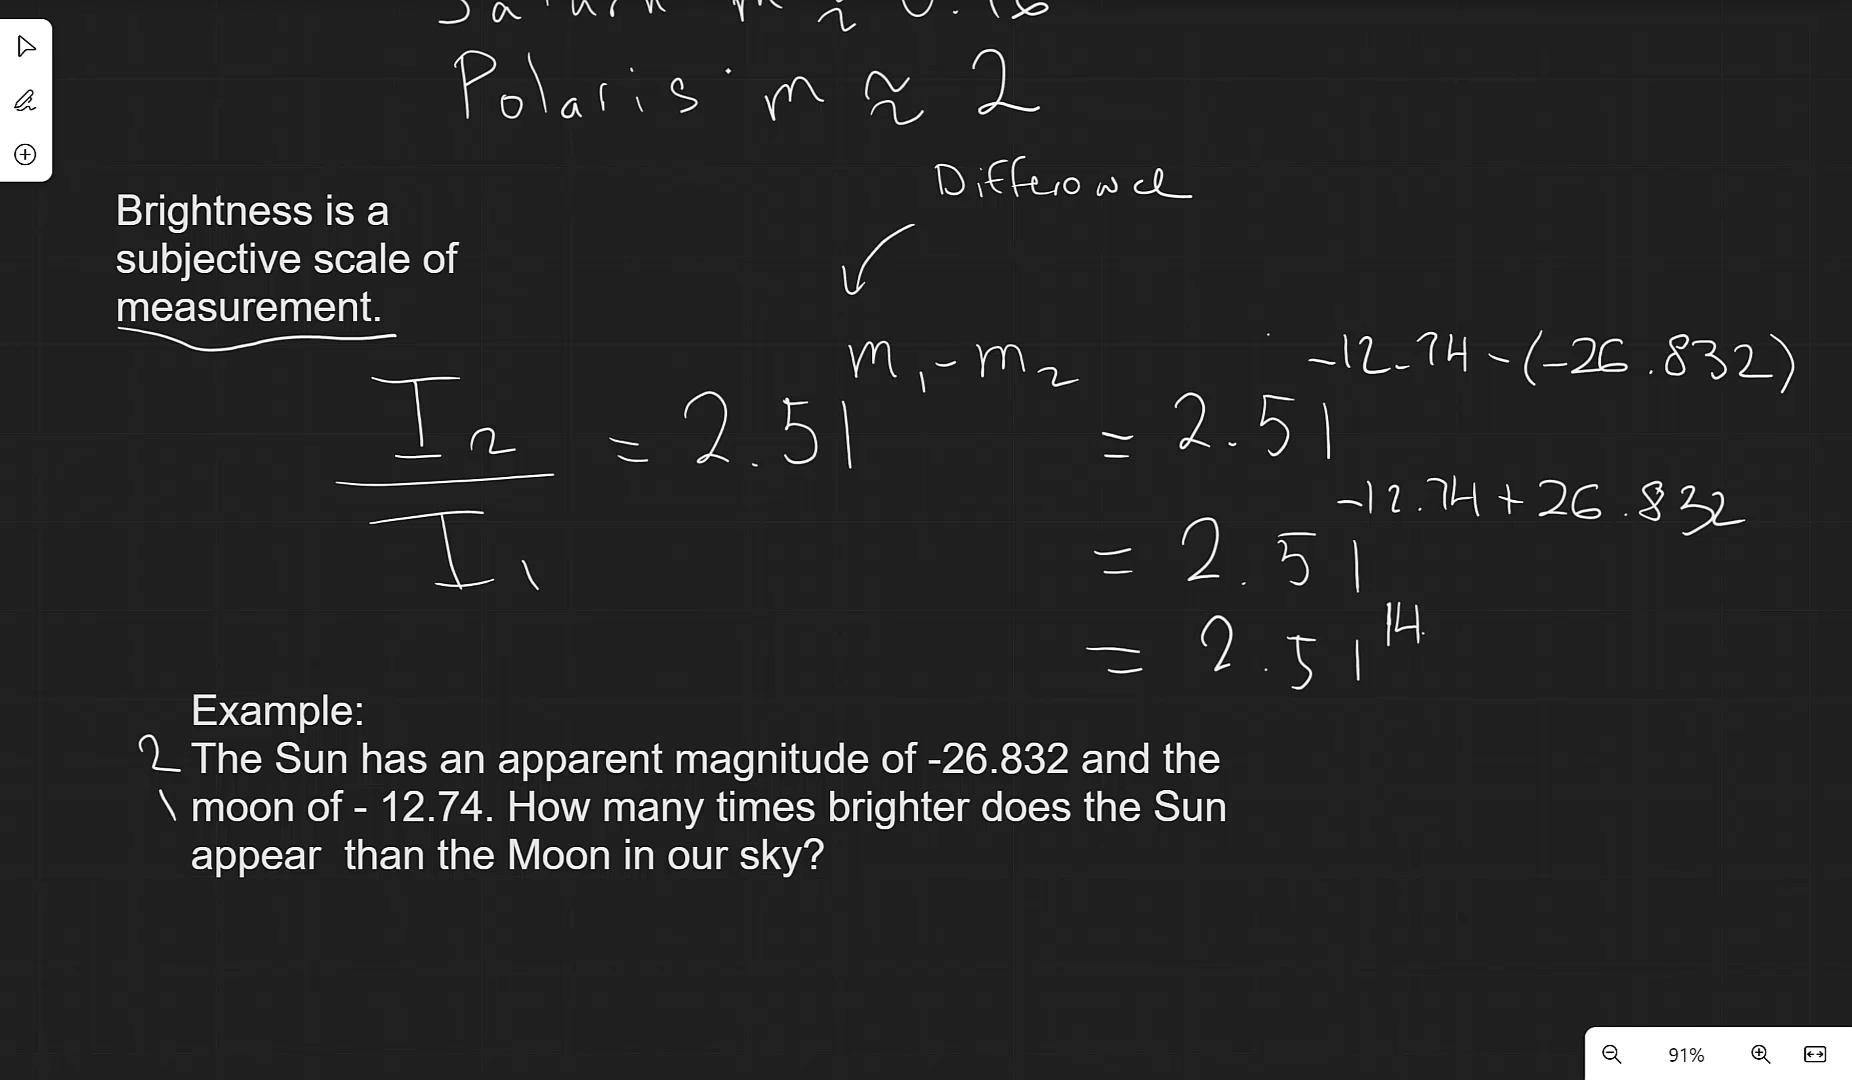 Saturn m ≈ 0.76
Polaris m ≈ 2
Difference
Brightness is a
subjective scale of
measurement.
I₂/I₁ = 2.51^(m₁-m₂) = 2.51^(-12.74-(-26.832))
= 2.51^(-12.74+26.832)
= 2.51^(14.
Example:
2 The Sun has an apparent magnitude of -26.832 and the
1 moon of - 12.74. How many times brighter does the Sun
appear than the Moon in our sky?
91%